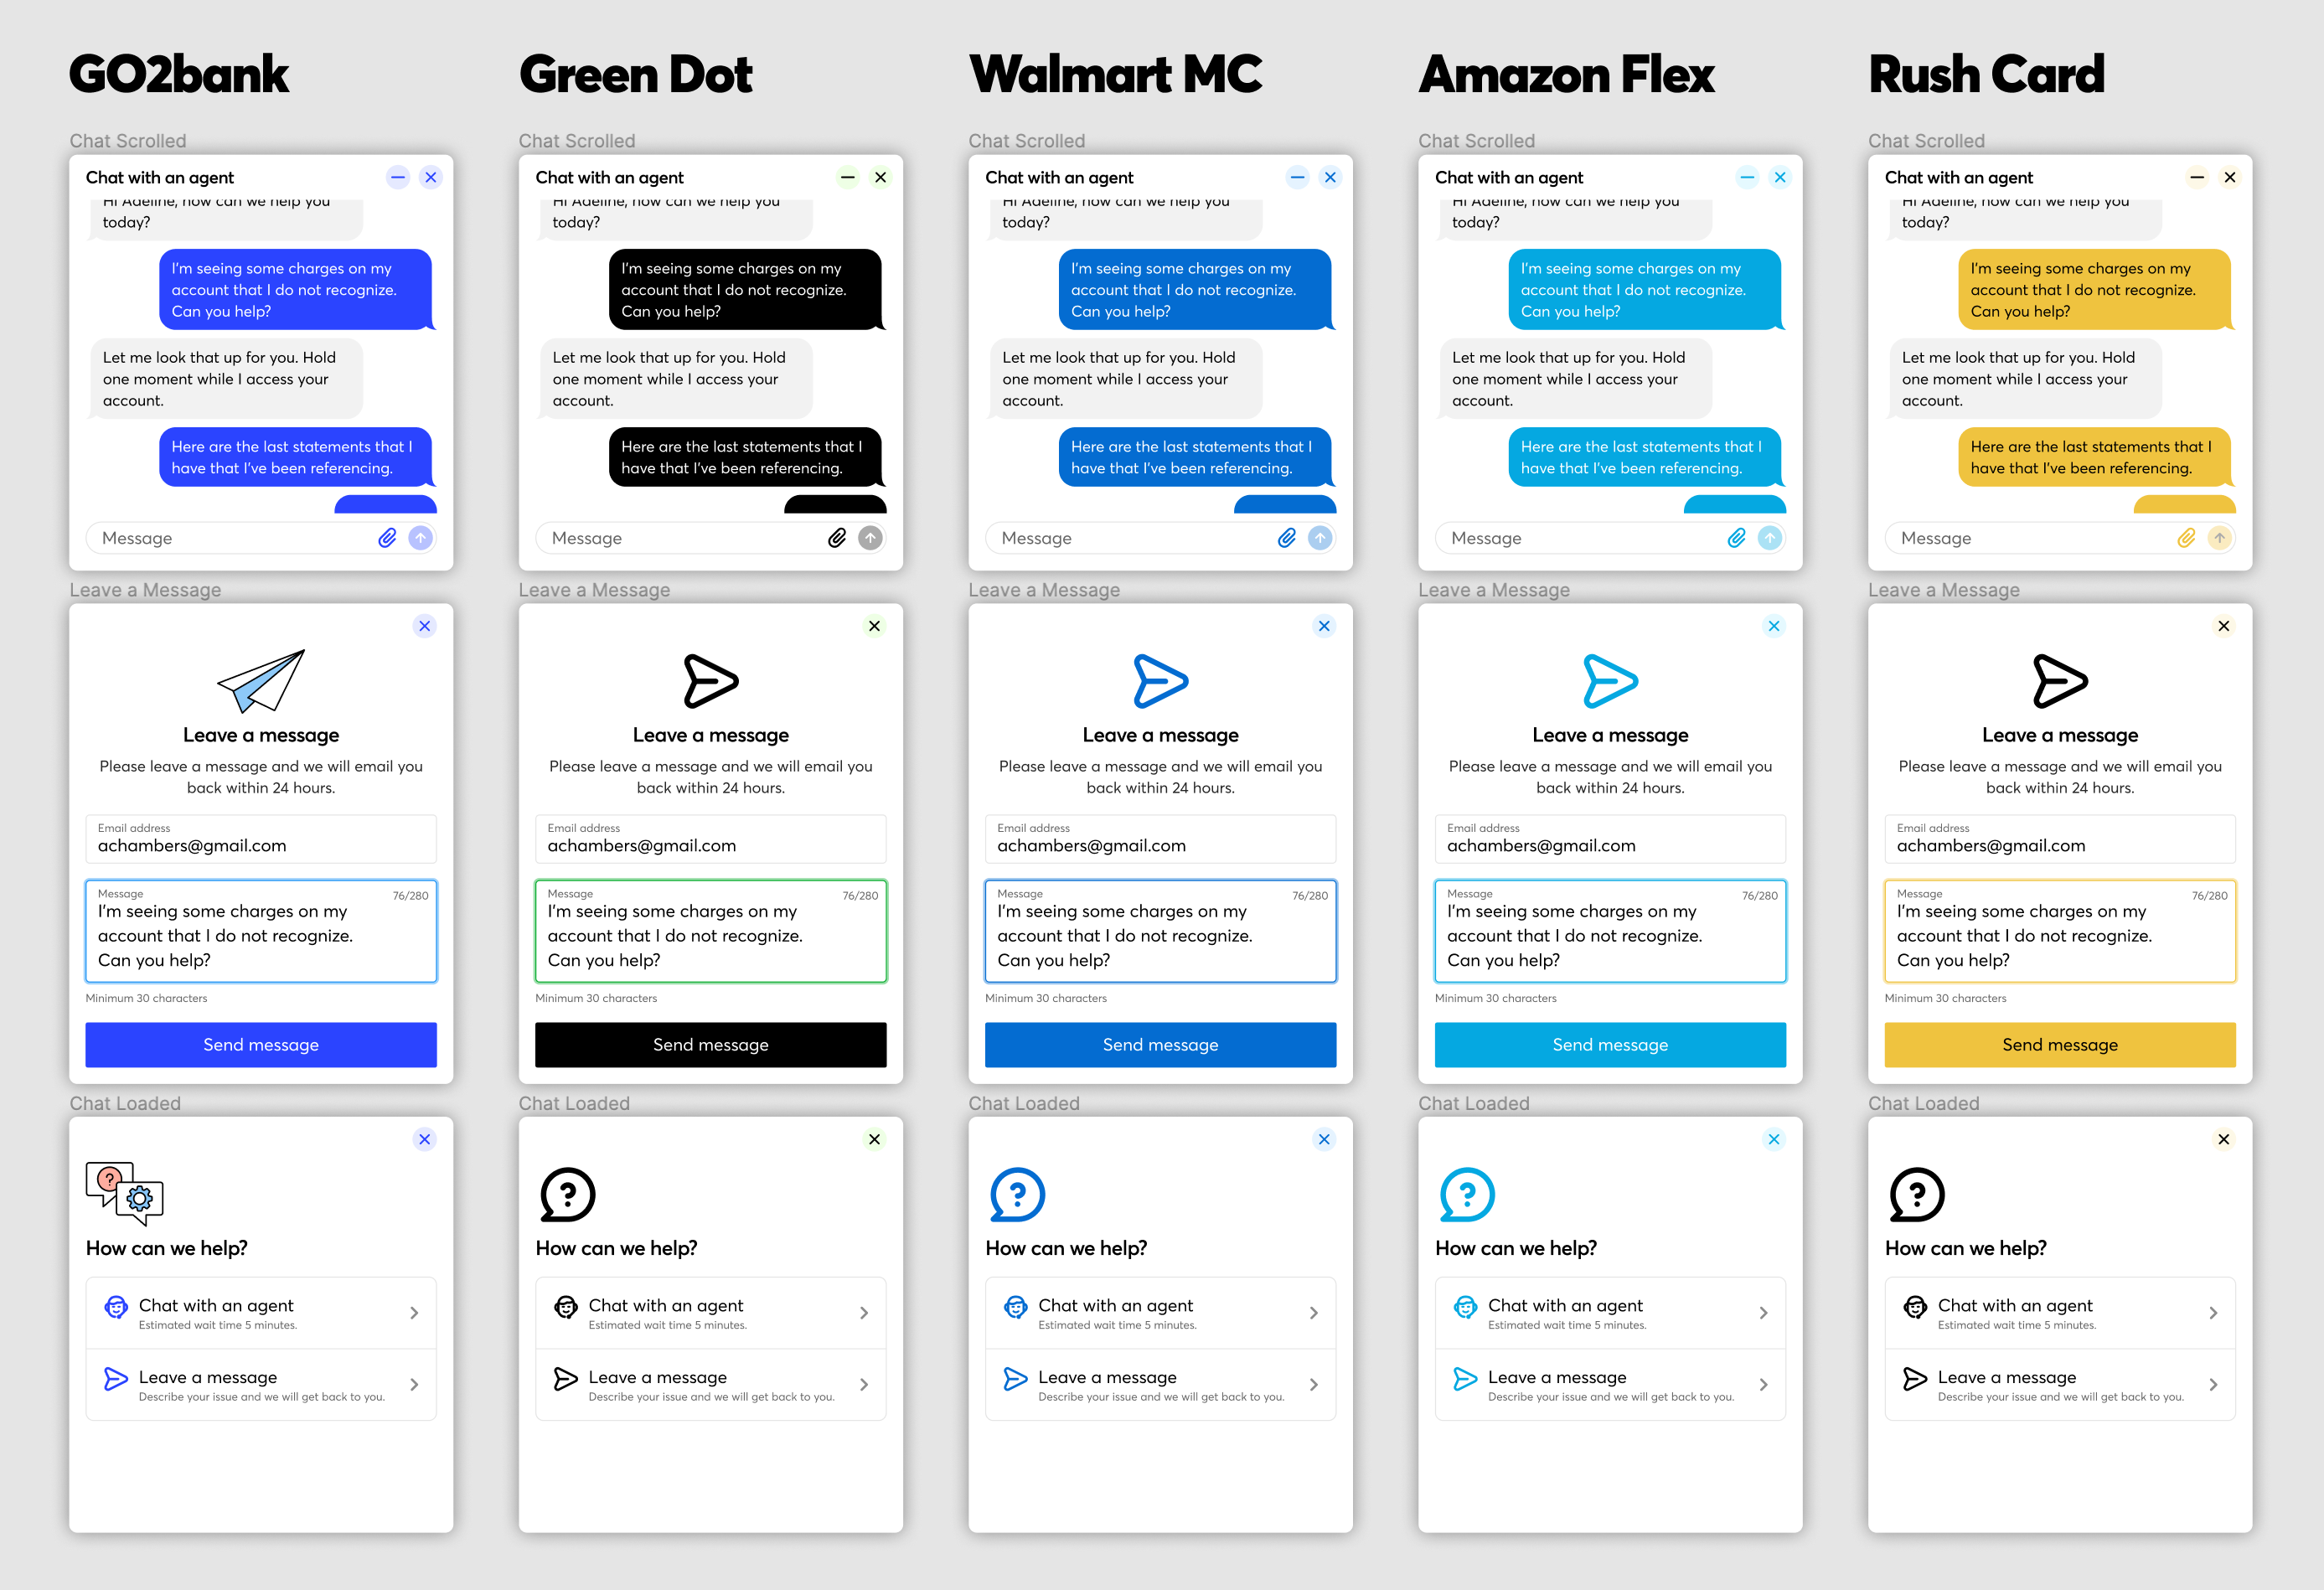 GO2bank
Chat Scrolled
Chat with an agent
Hi Adeline, how can we help you
today?
I'm seeing some charges on my
account that I do not recognize.
Can you help?
Let me look that up for you. Hold
one moment while I access your
account.
Here are the last statements that I
have that I've been referencing.
Message
Leave a Message
Leave a message
Please leave a message and we will email you
back within 24 hours.
Email address
achambers@gmail.com
Message
76/280
I'm seeing some charges on my
account that I do not recognize.
Can you help?
Minimum 30 characters
Send message
Chat Loaded
?
How can we help?
Chat with an agent
Estimated wait time 5 minutes.
Leave a message
Describe your issue and we will get back to you.
Green Dot
Chat Scrolled
Chat with an agent
Hi Adeline, how can we help you
today?
I'm seeing some charges on my
account that I do not recognize.
Can you help?
Let me look that up for you. Hold
one moment while I access your
account.
Here are the last statements that I
have that I've been referencing.
Message
Leave a Message
Leave a message
Please leave a message and we will email you
back within 24 hours.
Email address
achambers@gmail.com
Message
76/280
I'm seeing some charges on my
account that I do not recognize.
Can you help?
Minimum 30 characters
Send message
Chat Loaded
?
How can we help?
Chat with an agent
Estimated wait time 5 minutes.
Leave a message
Describe your issue and we will get back to you.
Walmart MC
Chat Scrolled
Chat with an agent
Hi Adeline, how can we help you
today?
I'm seeing some charges on my
account that I do not recognize.
Can you help?
Let me look that up for you. Hold
one moment while I access your
account.
Here are the last statements that I
have that I've been referencing.
Message
Leave a Message
Leave a message
Please leave a message and we will email you
back within 24 hours.
Email address
achambers@gmail.com
Message
76/280
I'm seeing some charges on my
account that I do not recognize.
Can you help?
Minimum 30 characters
Send message
Chat Loaded
?
How can we help?
Chat with an agent
Estimated wait time 5 minutes.
Leave a message
Describe your issue and we will get back to you.
Amazon Flex
Chat Scrolled
Chat with an agent
Hi Adeline, how can we help you
today?
I'm seeing some charges on my
account that I do not recognize.
Can you help?
Let me look that up for you. Hold
one moment while I access your
account.
Here are the last statements that I
have that I've been referencing.
Message
Leave a Message
Leave a message
Please leave a message and we will email you
back within 24 hours.
Email address
achambers@gmail.com
Message
76/280
I'm seeing some charges on my
account that I do not recognize.
Can you help?
Minimum 30 characters
Send message
Chat Loaded
?
How can we help?
Chat with an agent
Estimated wait time 5 minutes.
Leave a message
Describe your issue and we will get back to you.
Rush Card
Chat Scrolled
Chat with an agent
Hi Adeline, how can we help you
today?
I'm seeing some charges on my
account that I do not recognize.
Can you help?
Let me look that up for you. Hold
one moment while I access your
account.
Here are the last statements that I
have that I've been referencing.
Message
Leave a Message
Leave a message
Please leave a message and we will email you
back within 24 hours.
Email address
achambers@gmail.com
Message
76/280
I'm seeing some charges on my
account that I do not recognize.
Can you help?
Minimum 30 characters
Send message
Chat Loaded
?
How can we help?
Chat with an agent
Estimated wait time 5 minutes.
Leave a message
Describe your issue and we will get back to you.